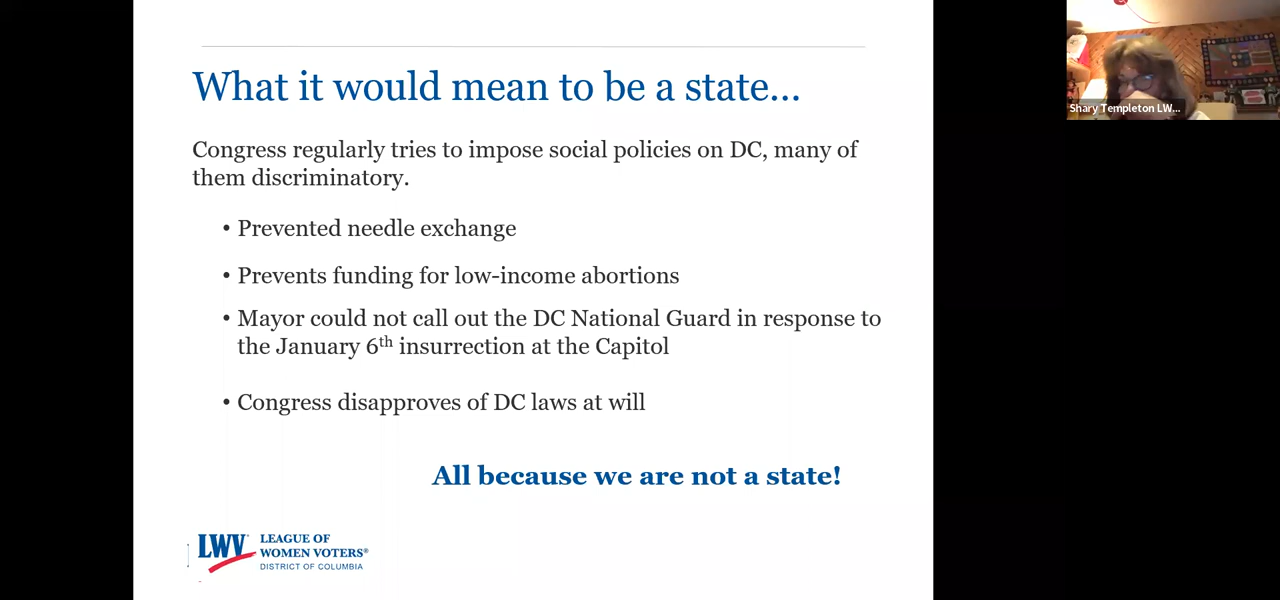 What it would mean to be a state...
Congress regularly tries to impose social policies on DC, many of
them discriminatory.
• Prevented needle exchange
• Prevents funding for low-income abortions
• Mayor could not call out the DC National Guard in response to
the January 6th insurrection at the Capitol
• Congress disapproves of DC laws at will
All because we are not a state!
LWV LEAGUE OF
WOMEN VOTERS®
DISTRICT OF COLUMBIA
Shary Templeton LW...